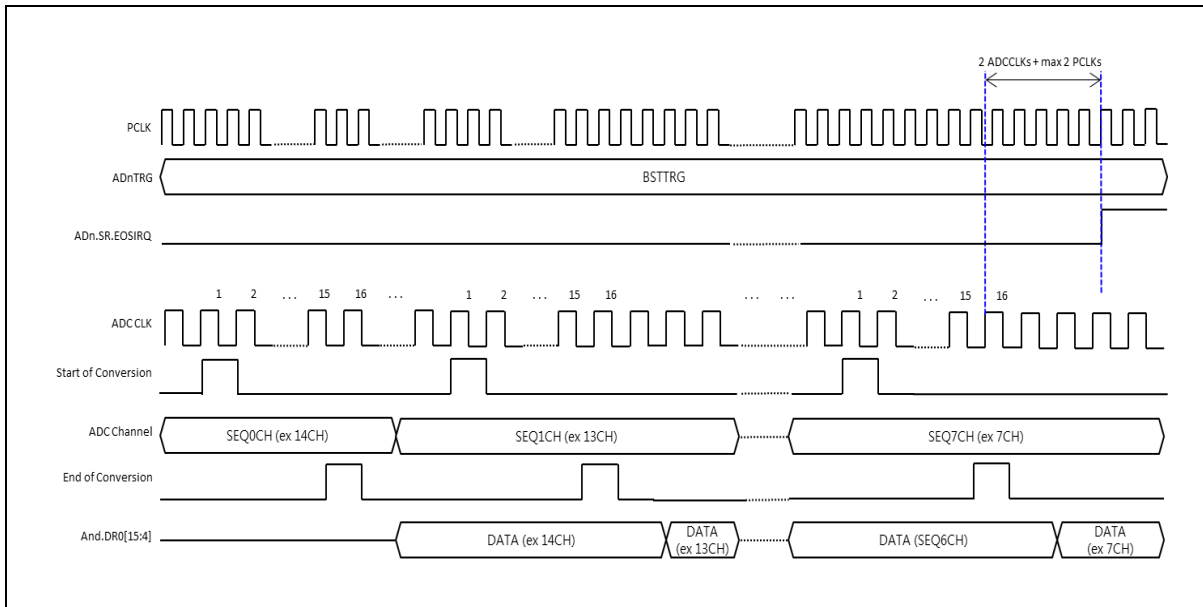 2 ADCCLKs + max 2 PCLKs
PCLK
ADnTRG
BSTTRG
ADn.SR.EOSIRQ
1 2 ... 15 16 ... 1 2 ... 15 16 ... ... 1 2 ... 15 16
ADC CLK
Start of Conversion
ADC Channel
SEQ0CH (ex 14CH)
SEQ1CH (ex 13CH)
SEQ7CH (ex 7CH)
End of Conversion
And.DR0[15:4]
DATA (ex 14CH)
DATA
(ex 13CH)
DATA (SEQ6CH)
DATA
(ex 7CH)